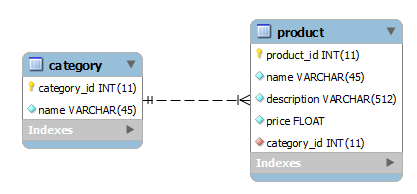 category
category_id INT(11)
name VARCHAR(45)
Indexes
product
product_id INT(11)
name VARCHAR(45)
description VARCHAR(512)
price FLOAT
category_id INT(11)
Indexes